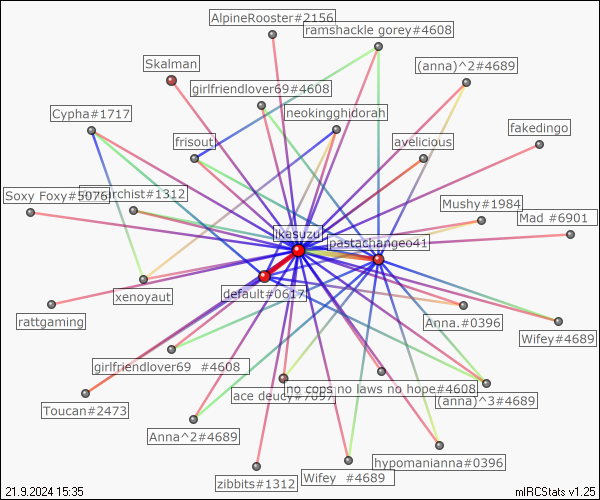 AlpineRooster#2156
ramshackle gorey#4608
Skalman
(anna)^2#4689
girlfriendlover69#4608
Cypha#1717
neokingghidorah
fakedingo
frisout
avelicious
Soxy Foxy#5076
#1312
Mushy#1984
Mad #6901
ikasuzu
pastachangeo41
default#0617
xenoyaut
rattgaming
Anna.#0396
Wifey#4689
girlfriendlover69 #4608
no cops no laws no hope#4608
ace deucy#7097
(anna)^3#4689
Toucan#2473
Anna^2#4689
hypomanianna#0396
zibbits#1312
Wifey #4689
21.9.2024 15:35
mIRCStats v1.25